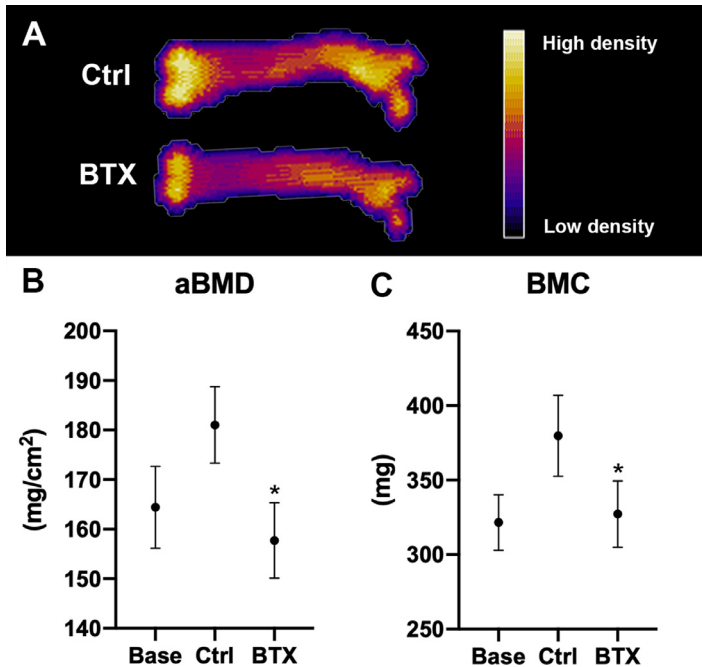 A
Ctrl
BTX
High density
Low density
B
aBMD
(mg/cm²)
200
190
180
170
160
150
140
Base Ctrl BTX
*
C
BMC
(mg)
450
400
350
300
250
Base Ctrl BTX
*